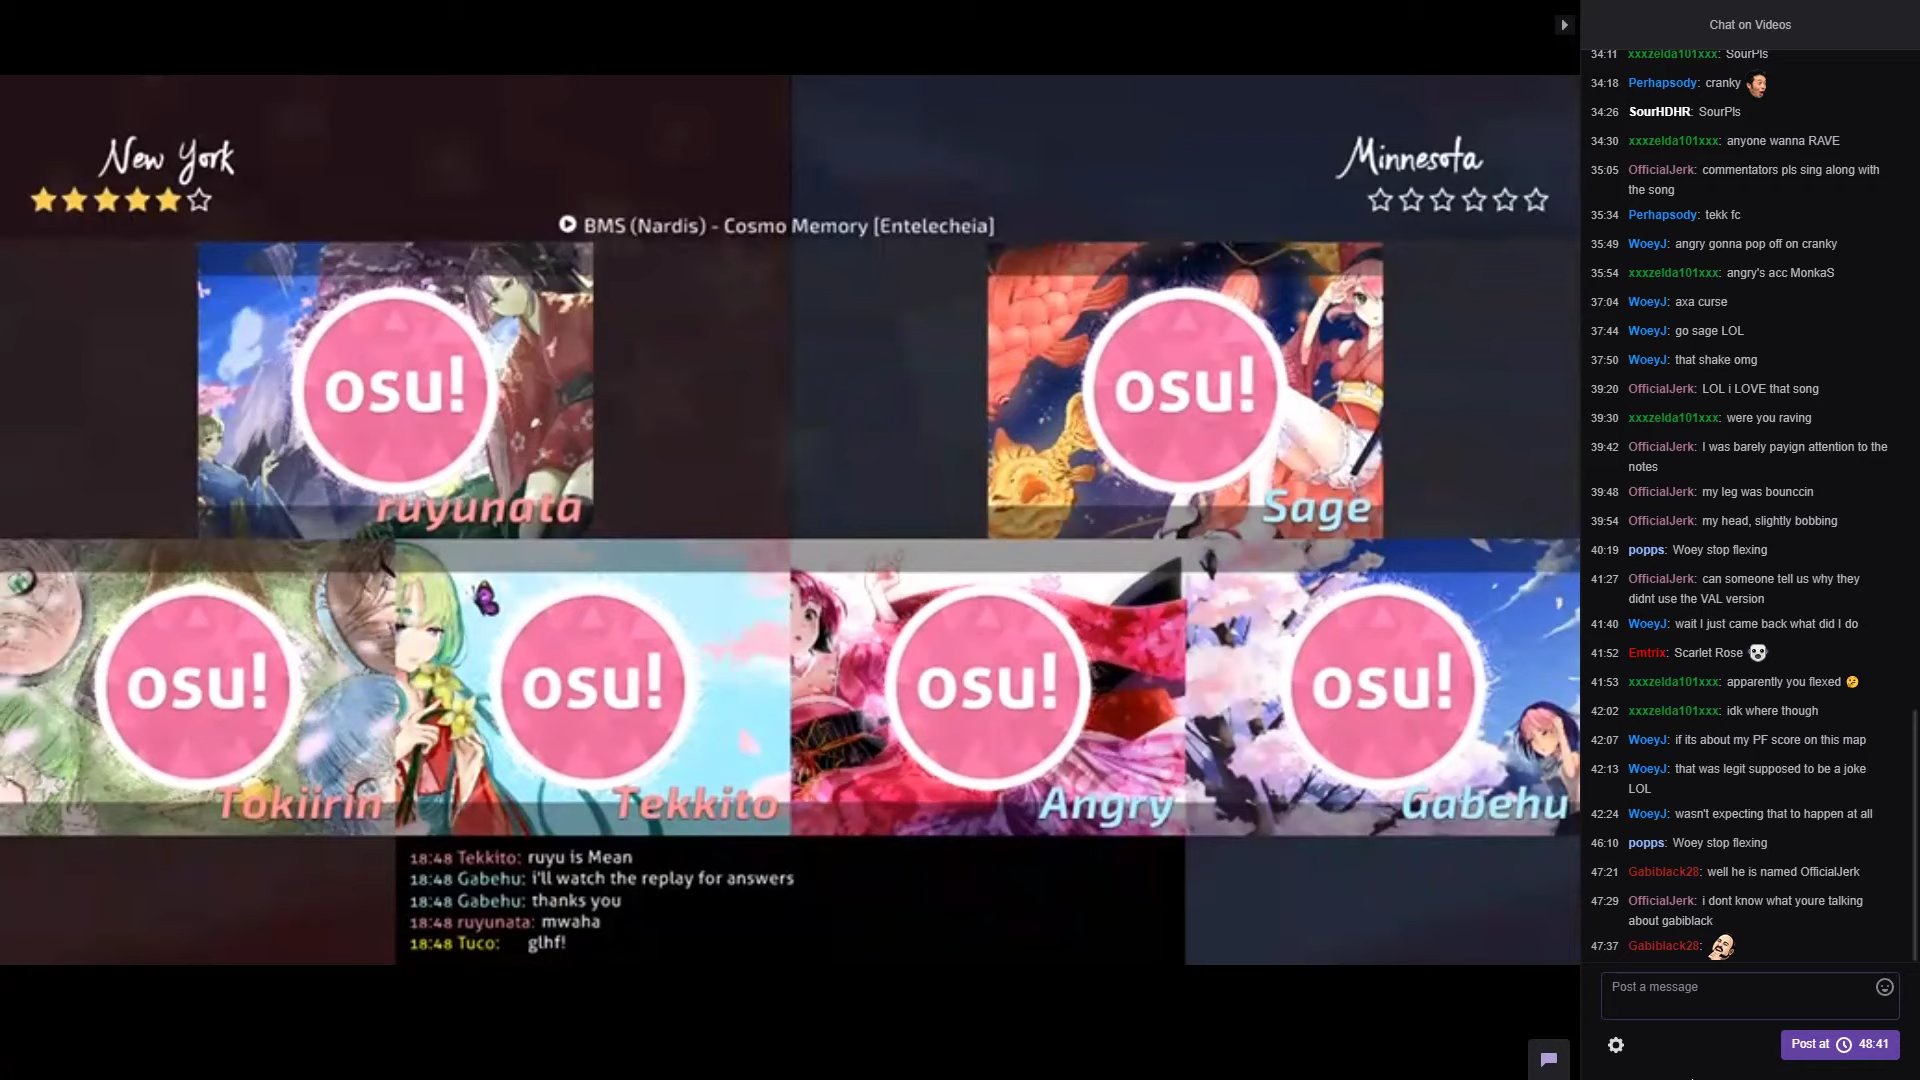 New York
Minnesota
BMS (Nardis) - Cosmo Memory [Entelecheia]
osu!
osu!
ruyunata
Sage
osu!
osu!
osu!
osu!
Tokiirin
Tekkito
Angry
Gabehu
18:48 Tekkito: ruyu is Mean
18:48 Gabehu: i'll watch the replay for answers
18:48 Gabehu: thanks you
18:48 ruyunata: mwaha
18:48 Tuco: glhf!
Chat on Videos
34:11 xxxzelda101xxx: SourPls
34:18 Perhapsody: cranky
34:26 SourHDHR: SourPls
34:30 xxxzelda101xxx: anyone wanna RAVE
35:05 OfficialJerk: commentators pls sing along with
the song
35:34 Perhapsody: tekk fc
35:49 WoeyJ: angry gonna pop off on cranky
35:54 xxxzelda101xxx: angry's acc MonkaS
37:04 WoeyJ: axa curse
37:44 WoeyJ: go sage LOL
37:50 WoeyJ: that shake omg
39:20 OfficialJerk: LOL i LOVE that song
39:30 xxxzelda101xxx: were you raving
39:42 OfficialJerk: I was barely payign attention to the
notes
39:48 OfficialJerk: my leg was bounccin
39:54 OfficialJerk: my head, slightly bobbing
40:19 popps: Woey stop flexing
41:27 OfficialJerk: can someone tell us why they
didnt use the VAL version
41:40 WoeyJ: wait I just came back what did I do
41:52 Emtrix: Scarlet Rose
41:53 xxxzelda101xxx: apparently you flexed 🤔
42:02 xxxzelda101xxx: idk where though
42:07 WoeyJ: if its about my PF score on this map
42:13 WoeyJ: that was legit supposed to be a joke
LOL
42:24 WoeyJ: wasn't expecting that to happen at all
46:10 popps: Woey stop flexing
47:21 Gabiblack28: well he is named OfficialJerk
47:29 OfficialJerk: i dont know what youre talking
about gabiblack
47:37 Gabiblack28:
Post a message
Post at 48:41